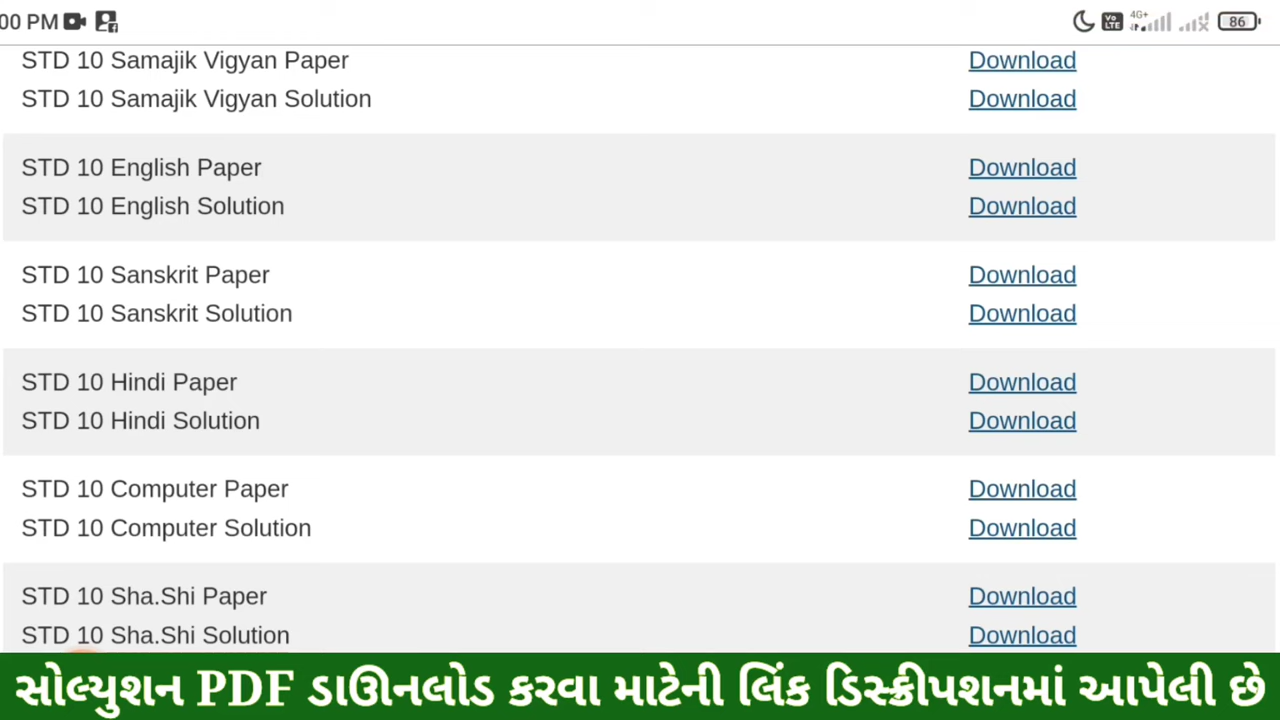 00 PM 4G+ Vo LTE 86
STD 10 Samajik Vigyan Paper Download
STD 10 Samajik Vigyan Solution Download
STD 10 English Paper Download
STD 10 English Solution Download
STD 10 Sanskrit Paper Download
STD 10 Sanskrit Solution Download
STD 10 Hindi Paper Download
STD 10 Hindi Solution Download
STD 10 Computer Paper Download
STD 10 Computer Solution Download
STD 10 Sha.Shi Paper Download
STD 10 Sha.Shi Solution Download
સોલ્યુશન PDF ડાઊનલોડ કરવા માટેની લિંક ડિસ્ક્રીપશનમાં આપેલી છે